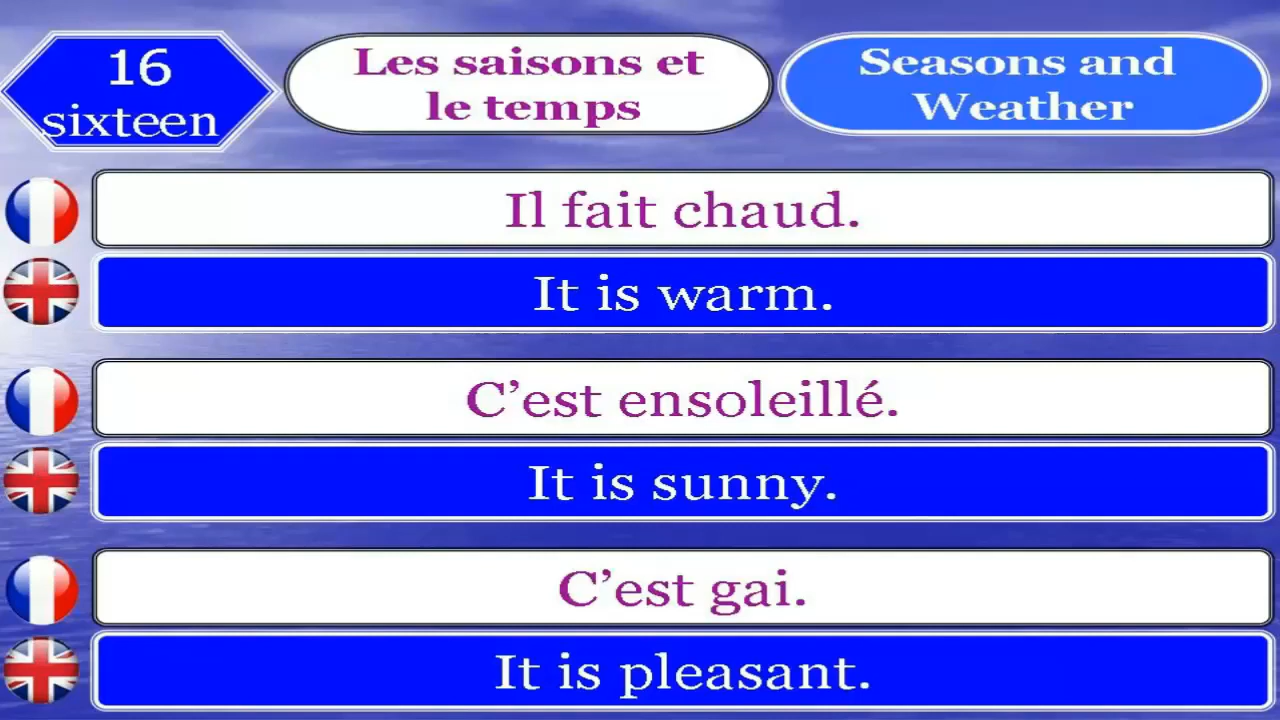 16
sixteen
Les saisons et
le temps
Seasons and
Weather
Il fait chaud.
It is warm.
C’est ensoleillé.
It is sunny.
C’est gai.
It is pleasant.